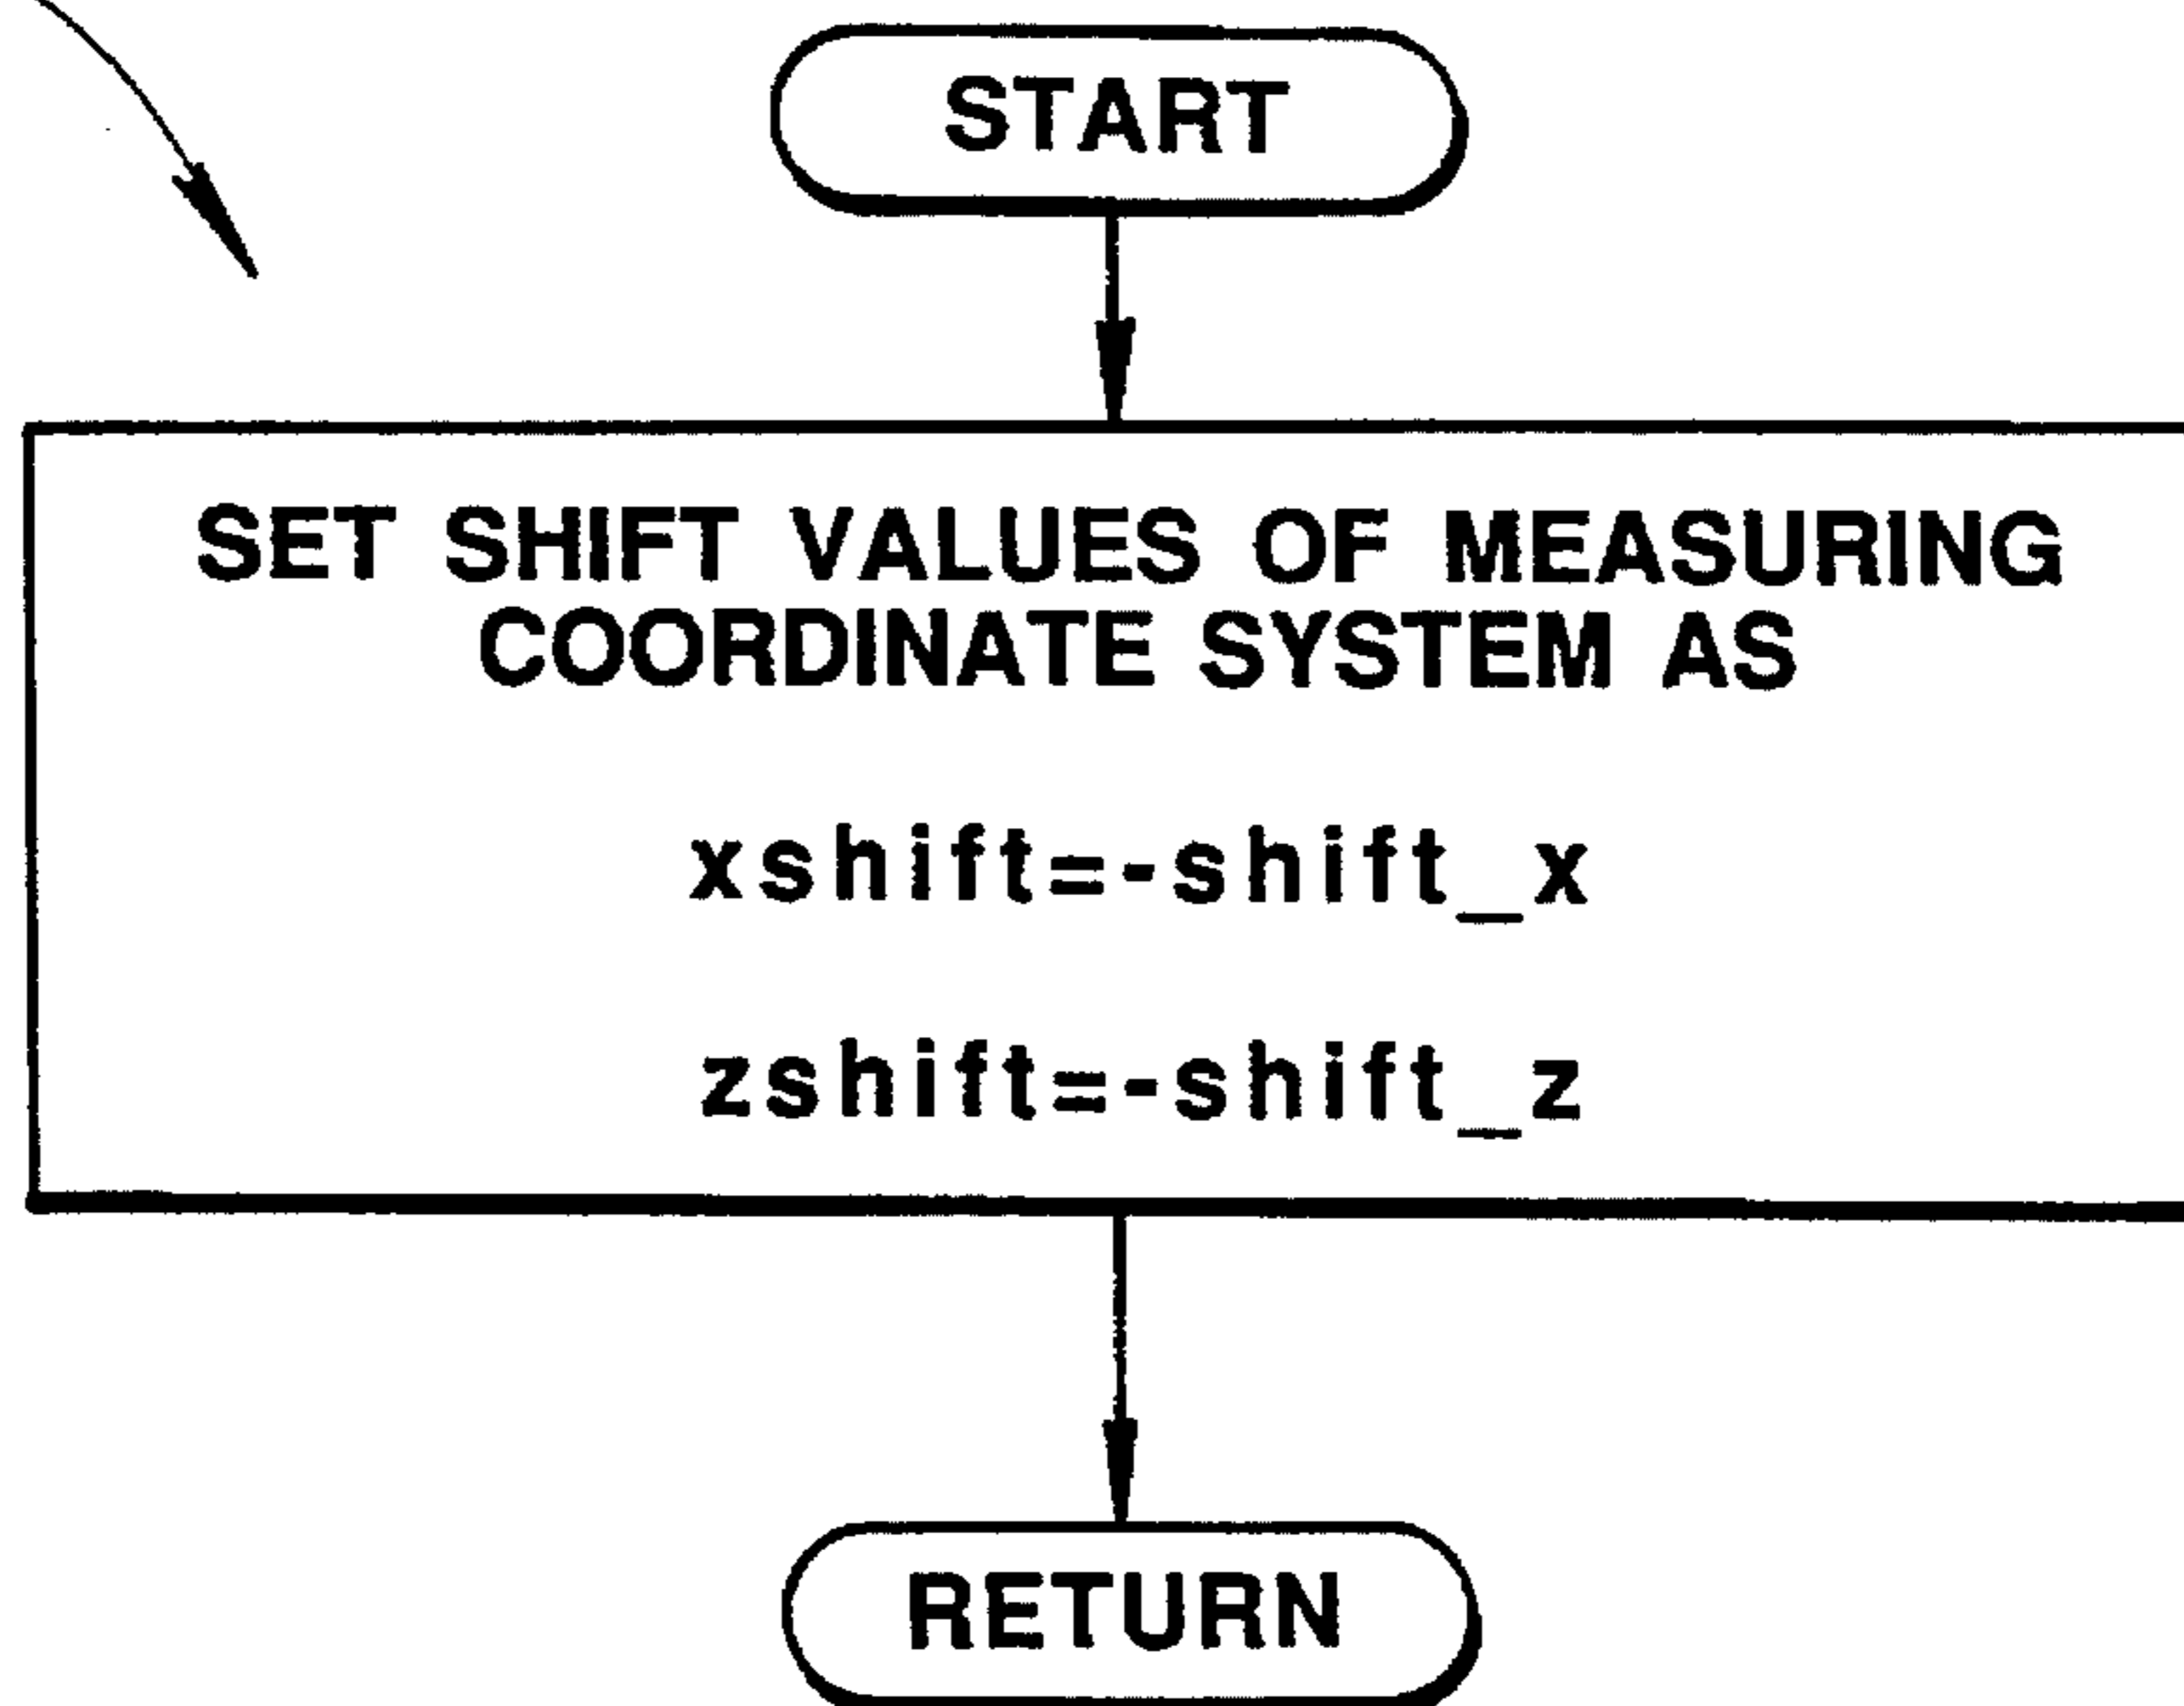 START
SET SHIFT VALUES OF MEASURING
COORDINATE SYSTEM AS
xshift=-shift_x
zshift=-shift_z
RETURN